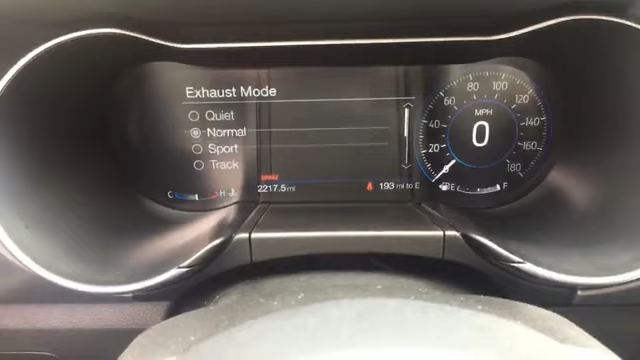 Exhaust Mode
Quiet
Normal
Sport
Track
C H
2217.5 mi
193 mi to E
E F
MPH
0
0 20 40 60 80 100 120 140 160 180